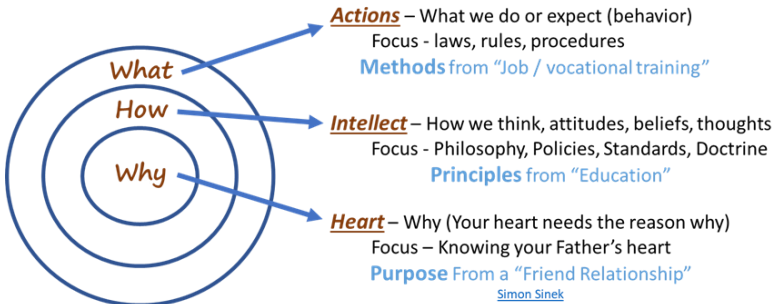 What
How
Why
Actions – What we do or expect (behavior)
Focus - laws, rules, procedures
Methods from “Job / vocational training”
Intellect – How we think, attitudes, beliefs, thoughts
Focus - Philosophy, Policies, Standards, Doctrine
Principles from “Education”
Heart – Why (Your heart needs the reason why)
Focus – Knowing your Father’s heart
Purpose From a “Friend Relationship”
Simon Sinek